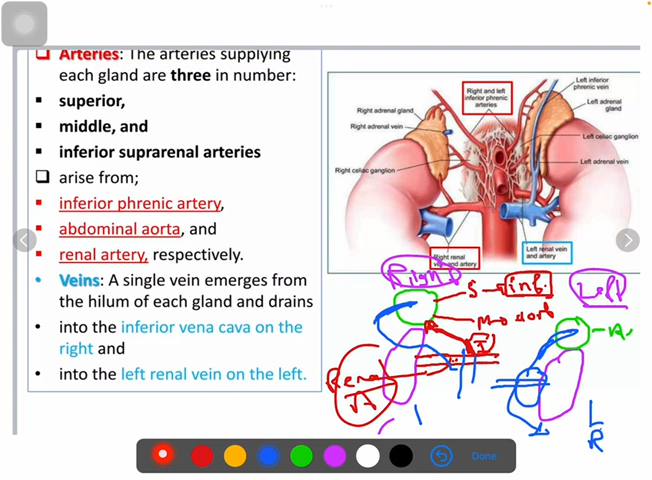 ❑ Arteries: The arteries supplying
each gland are three in number:
▪ superior,
▪ middle, and
▪ inferior suprarenal arteries
❑ arise from;
▪ inferior phrenic artery,
▪ abdominal aorta, and
▪ renal artery, respectively.
• Veins: A single vein emerges from
the hilum of each gland and drains
• into the inferior vena cava on the
right and
• into the left renal vein on the left.
Right and left
inferior phrenic
arteries
Left inferior
phrenic vein
Right adrenal gland
Left adrenal
gland
Right adrenal vein
Left celiac ganglion
Left adrenal vein
Right celiac ganglion
Right renal
vein and artery
Left renal vein
and artery
Right
S → inf.
M → aort
I
Renal
A
Left
A.
L
R
Done